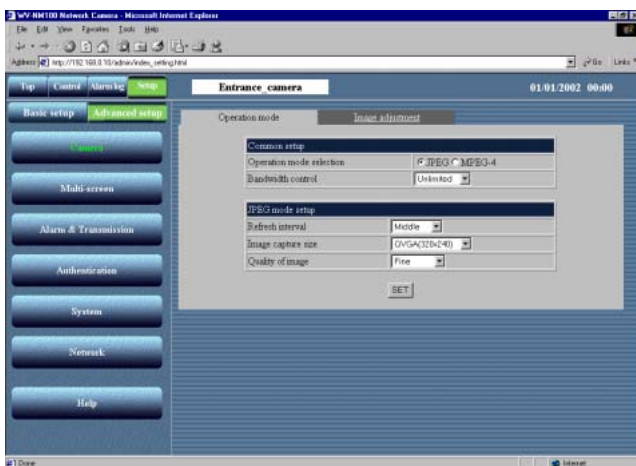 WV-NM100 Network Camera - Microsoft Internet Explorer
File Edit View Favorites Tools Help
Address http://192.168.0.10/admin/index_setting.html Go Links
Top Control Alarm log Setup Entrance_camera 01/01/2002 00:00
Basic setup Advanced setup
Operation mode Image adjustment
Camera
Multi-screen
Alarm & Transmission
Authentication
System
Network
Help
Common setup
Operation mode selection JPEG MPEG-4
Bandwidth control Unlimited
JPEG mode setup
Refresh interval Middle
Image capture size QVGA(320x240)
Quality of image Fine
SET
Done Internet